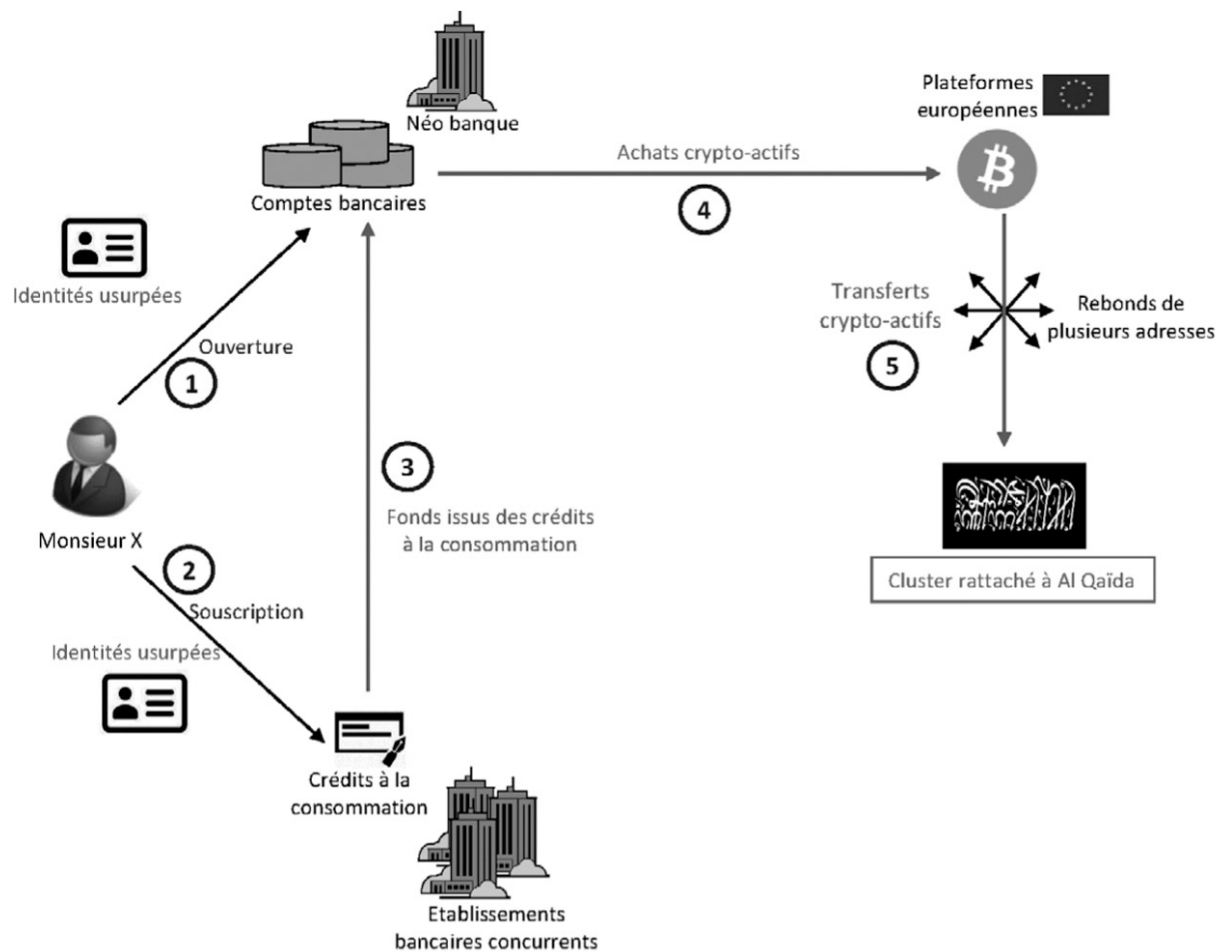 Néo banque
Plateformes
européennes
Achats crypto-actifs
4
Comptes bancaires
Identités usurpées
Ouverture
1
Transferts
crypto-actifs
5
Rebonds de
plusieurs adresses
3
Fonds issus des crédits
à la consommation
Monsieur X
2
Souscription
Cluster rattaché à Al Qaïda
Identités usurpées
Crédits à la
consommation
Etablissements
bancaires concurrents